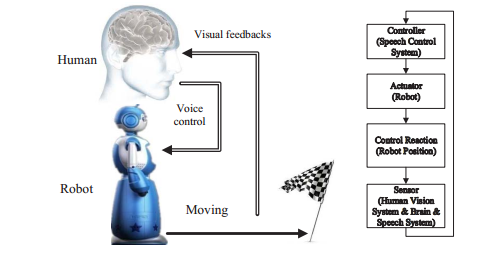 Visual feedbacks
Human
Voice
control
Robot
Moving
Controller
(Speech Control
System)
Actuator
(Robot)
Control Reaction
(Robot Position)
Sensor
(Human Vision
System & Brain &
Speech System)